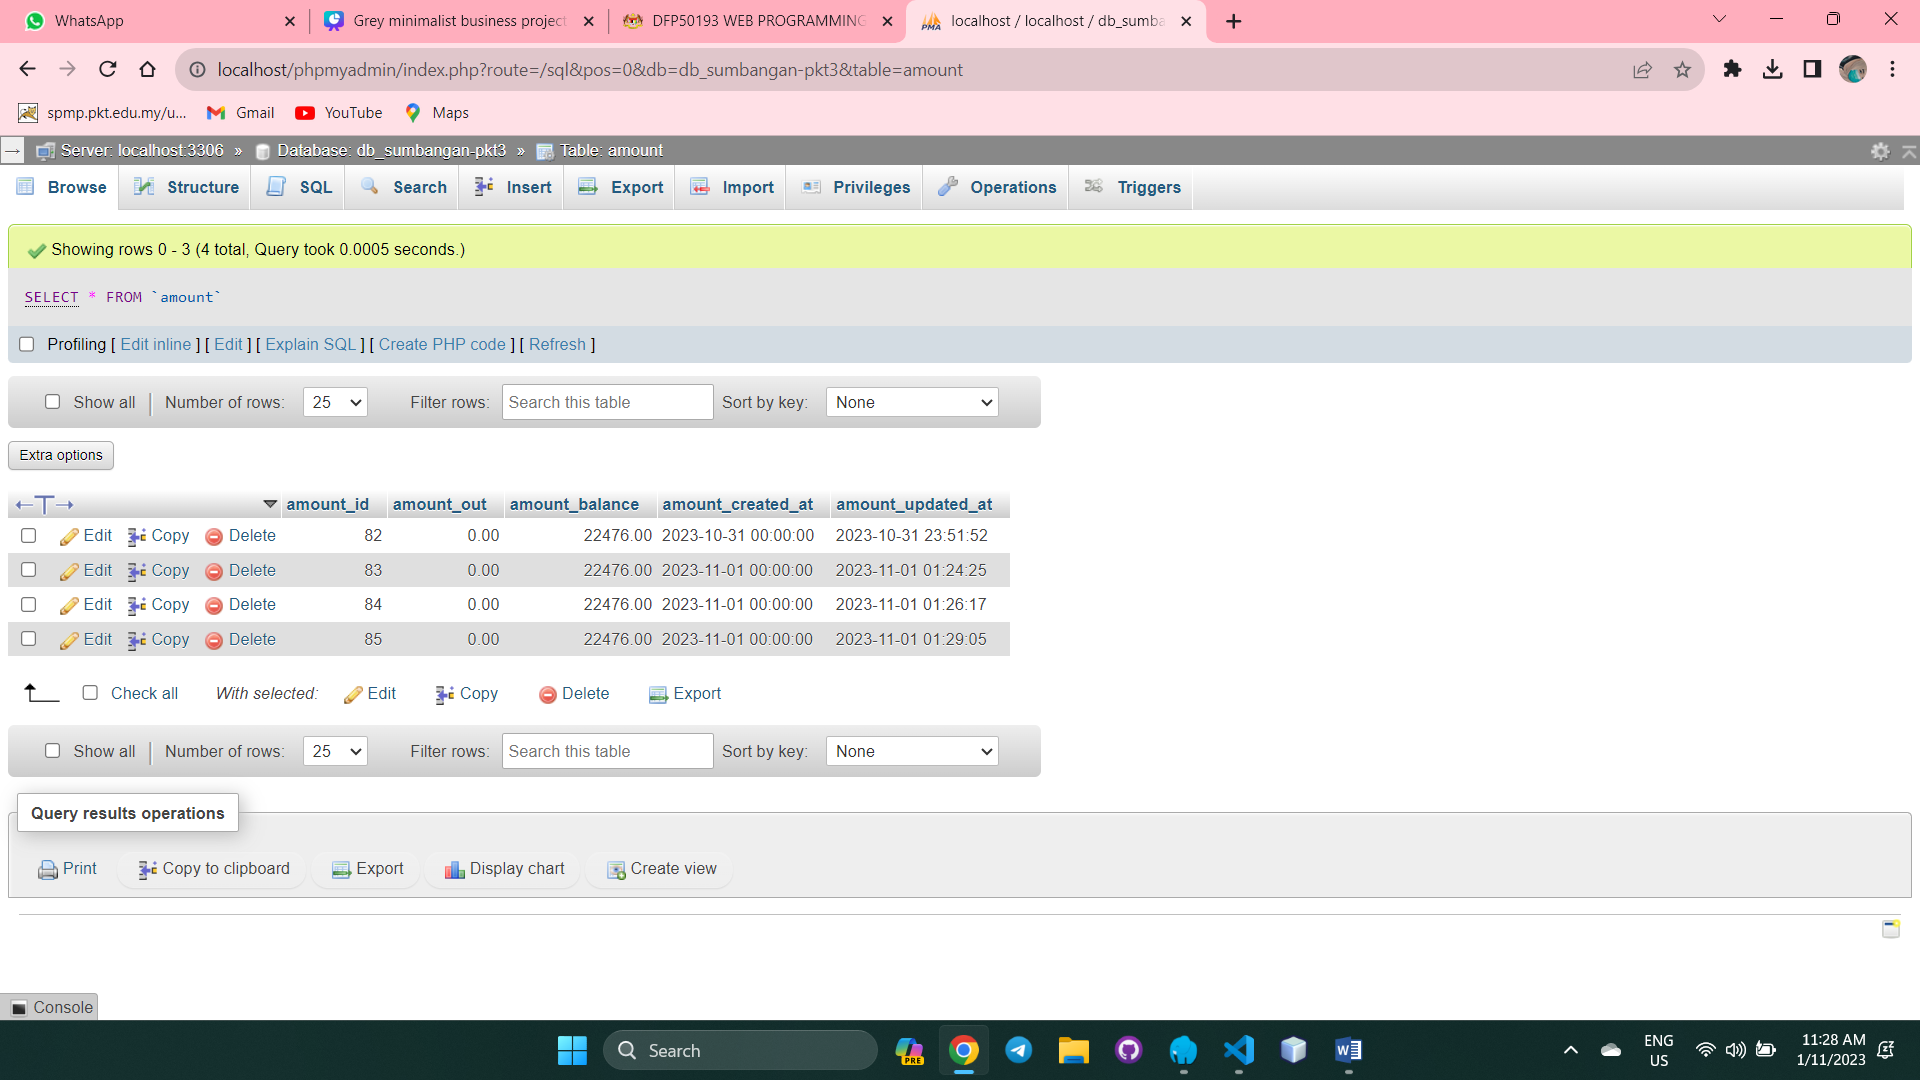 WhatsApp
Grey minimalist business project
DFP50193 WEB PROGRAMMING
localhost / localhost / db_sumba
localhost/phpmyadmin/index.php?route=/sql&pos=0&db=db_sumbangan-pkt3&table=amount
spmp.pkt.edu.my/u... Gmail YouTube Maps
Server: localhost:3306 » Database: db_sumbangan-pkt3 » Table: amount
Browse Structure SQL Search Insert Export Import Privileges Operations Triggers
Showing rows 0 - 3 (4 total, Query took 0.0005 seconds.)
SELECT * FROM `amount`
Profiling [ Edit inline ] [ Edit ] [ Explain SQL ] [ Create PHP code ] [ Refresh ]
Show all Number of rows: 25 Filter rows: Search this table Sort by key: None
Extra options
←T→ amount_id amount_out amount_balance amount_created_at amount_updated_at
Edit Copy Delete 82 0.00 22476.00 2023-10-31 00:00:00 2023-10-31 23:51:52
Edit Copy Delete 83 0.00 22476.00 2023-11-01 00:00:00 2023-11-01 01:24:25
Edit Copy Delete 84 0.00 22476.00 2023-11-01 00:00:00 2023-11-01 01:26:17
Edit Copy Delete 85 0.00 22476.00 2023-11-01 00:00:00 2023-11-01 01:29:05
Check all With selected: Edit Copy Delete Export
Show all Number of rows: 25 Filter rows: Search this table Sort by key: None
Query results operations
Print Copy to clipboard Export Display chart Create view
Console
Search
PRE
ENG
US
11:28 AM
1/11/2023